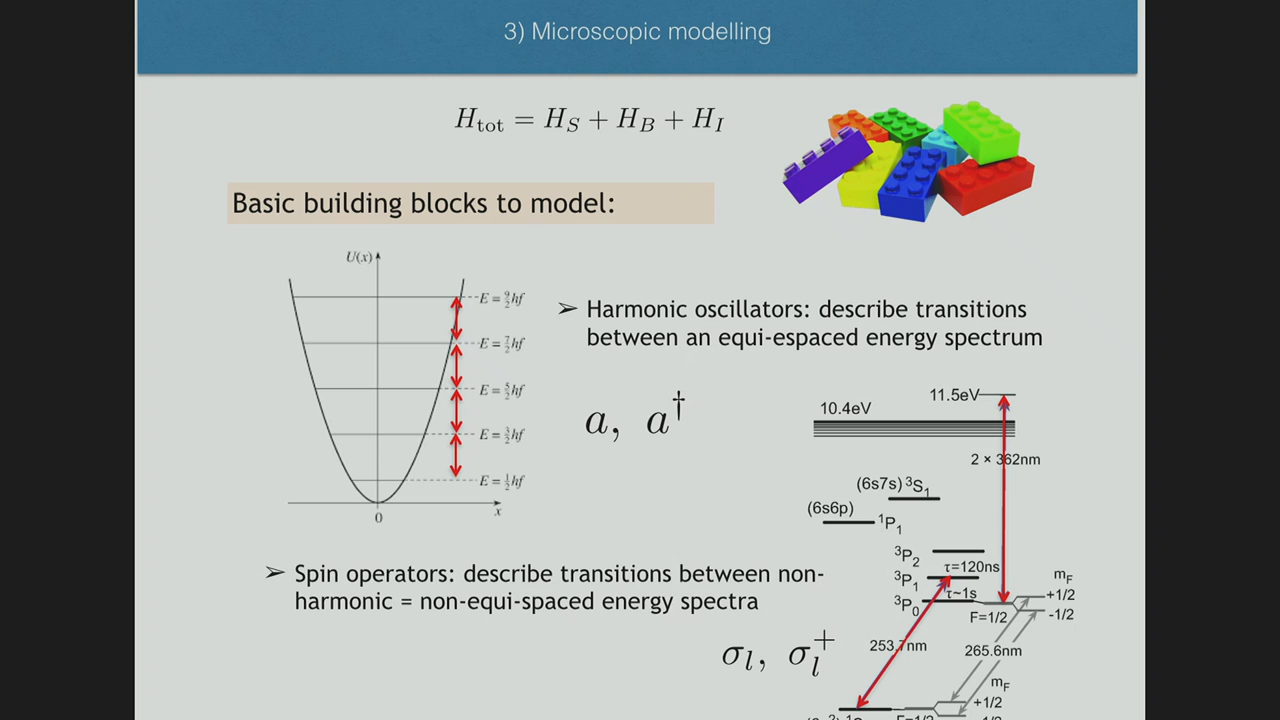 3) Microscopic modelling
H_tot = H_S + H_B + H_I
Basic building blocks to model:
U(x)
E = 9/2 hf
E = 7/2 hf
E = 5/2 hf
E = 3/2 hf
E = 1/2 hf
0
x
➢ Harmonic oscillators: describe transitions
between an equi-espaced energy spectrum
a, a†
11.5eV
10.4eV
2 × 362nm
(6s7s) ³S₁
(6s6p)
¹P₁
³P₂
τ=120ns
³P₁
τ~1s
³P₀
F=1/2
m_F
+1/2
-1/2
➢ Spin operators: describe transitions between non-
harmonic = non-equi-spaced energy spectra
σ_l, σ_l⁺
253.7nm
265.6nm
m_F
+1/2
F=1/2